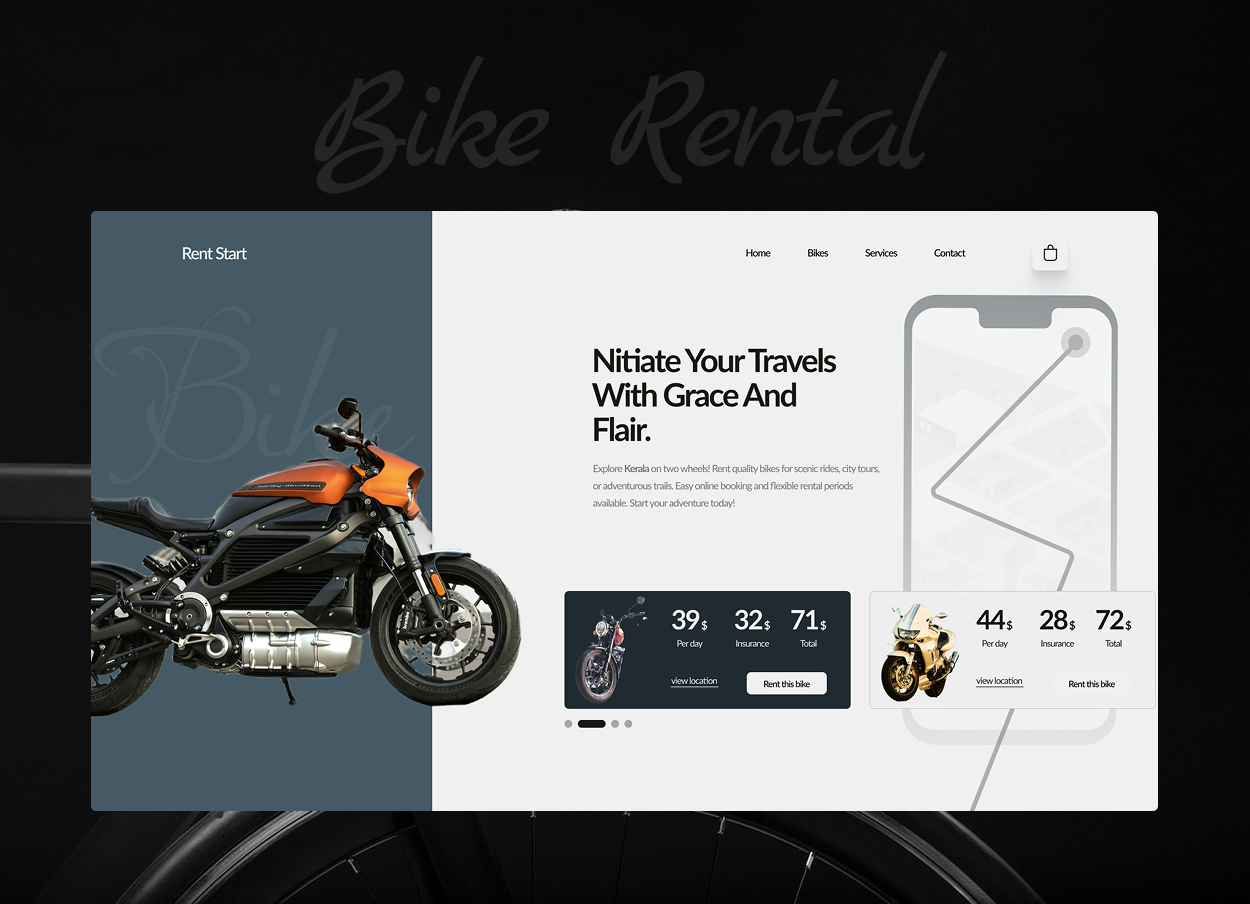 Bike Rental
Rent Start
Home Bikes Services Contact
Bike
Nitiate Your Travels
With Grace And
Flair.
Explore Kerala on two wheels! Rent quality bikes for scenic rides, city tours,
or adventurous trails. Easy online booking and flexible rental periods
available. Start your adventure today!
harley-davidson
39$ 32$ 71$
Per day Insurance Total
view location Rent this bike
44$ 28$ 72$
Per day Insurance Total
view location Rent this bike